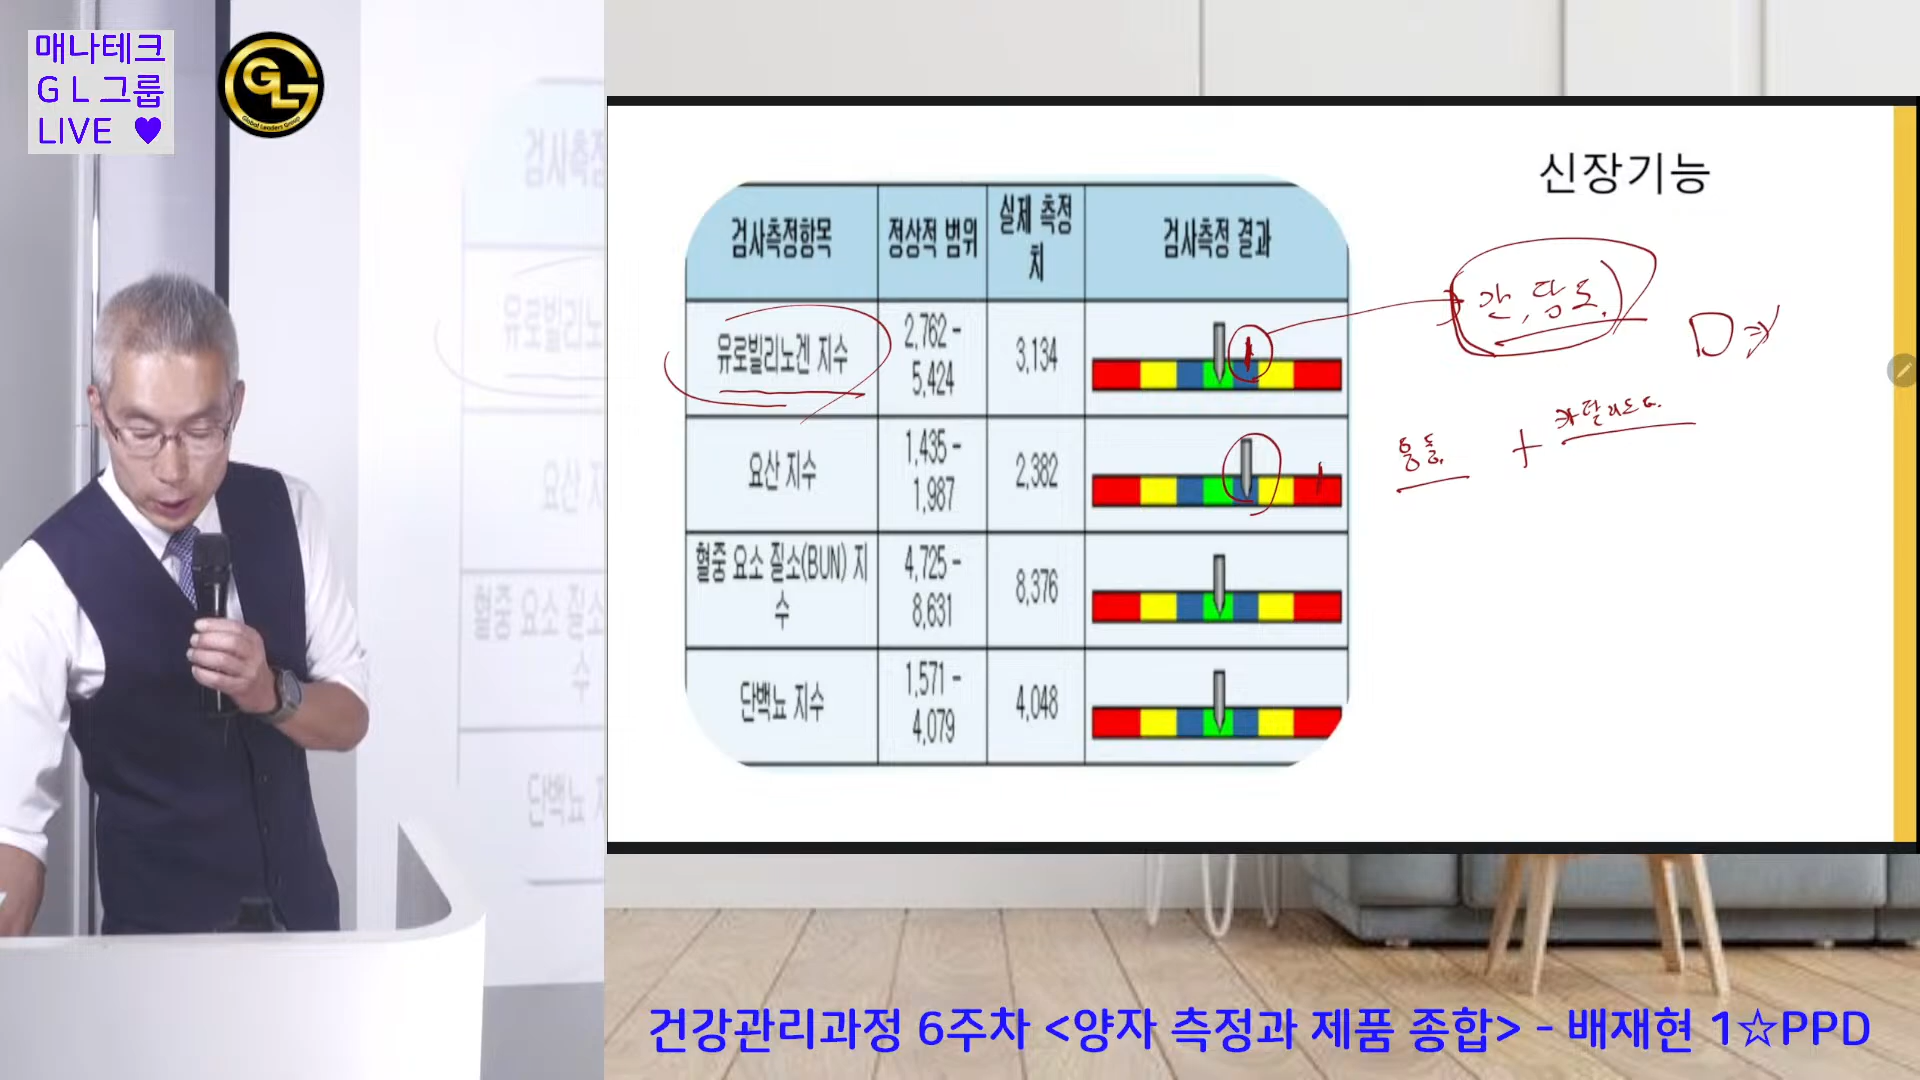 매나테크
G L 그룹
LIVE ♥
GLG
Global Leaders Group
신장기능
검사측정항목 정상적 범위 실제 측정치 검사측정 결과
유로빌리노겐 지수 2,762 - 5,424 3,134
요산 지수 1,435 - 1,987 2,382
혈중 요소 질소(BUN) 지수 4,725 - 8,631 8,376
단백뇨 지수 1,571 - 4,079 4,048
간, 담도.
D
통풍
+
건강관리과정 6주차 <양자 측정과 제품 종합> - 배재현 1☆PPD